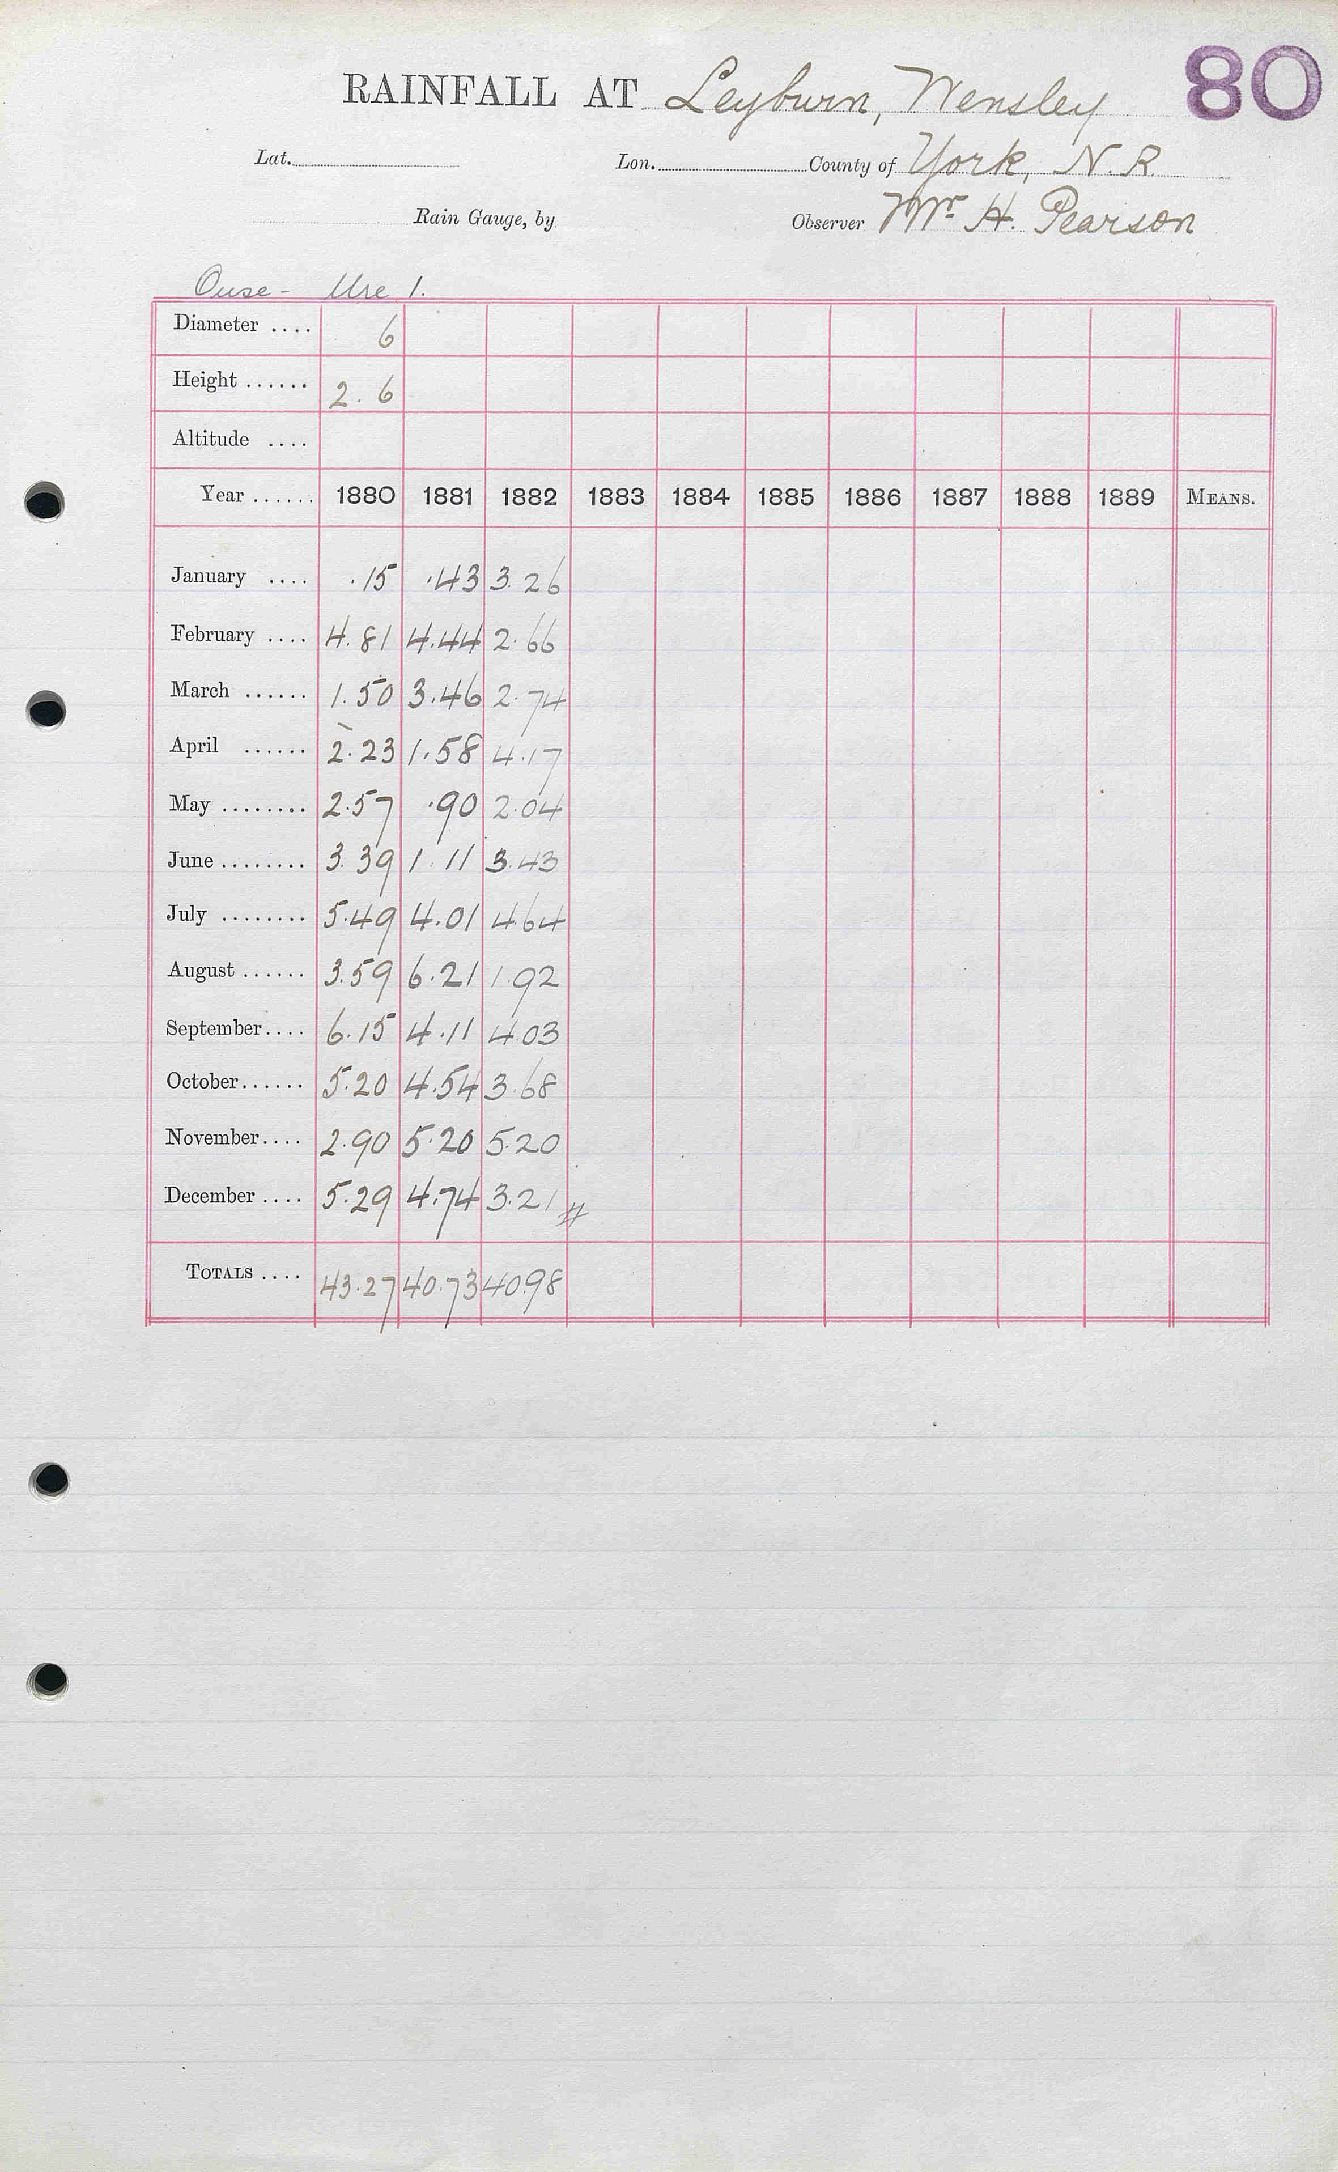 80
RAINFALL AT Leyburn, Wensley
Lat. Lon. County of York, N.R.
Rain Gauge, by Observer Mr. H. Pearson
Ouse - Ure 1.
Diameter .... 6
Height ...... 2. 6
Altitude ....
Year ...... 1880 1881 1882 1883 1884 1885 1886 1887 1888 1889 MEANS.
January .... .15 .43 3.26
February .... 4.81 4.44 2.66
March ...... 1.50 3.46 2.74
April ...... 2.23 1.58 4.17
May ........ 2.57 .90 2.04
June ........ 3.39 1.11 3.43
July ........ 5.49 4.01 4.64
August ...... 3.59 6.21 1.92
September.... 6.15 4.11 4.03
October...... 5.20 4.54 3.68
November.... 2.90 5.20 5.20
December .... 5.29 4.74 3.21 #
TOTALS .... 43.27 40.73 40.98